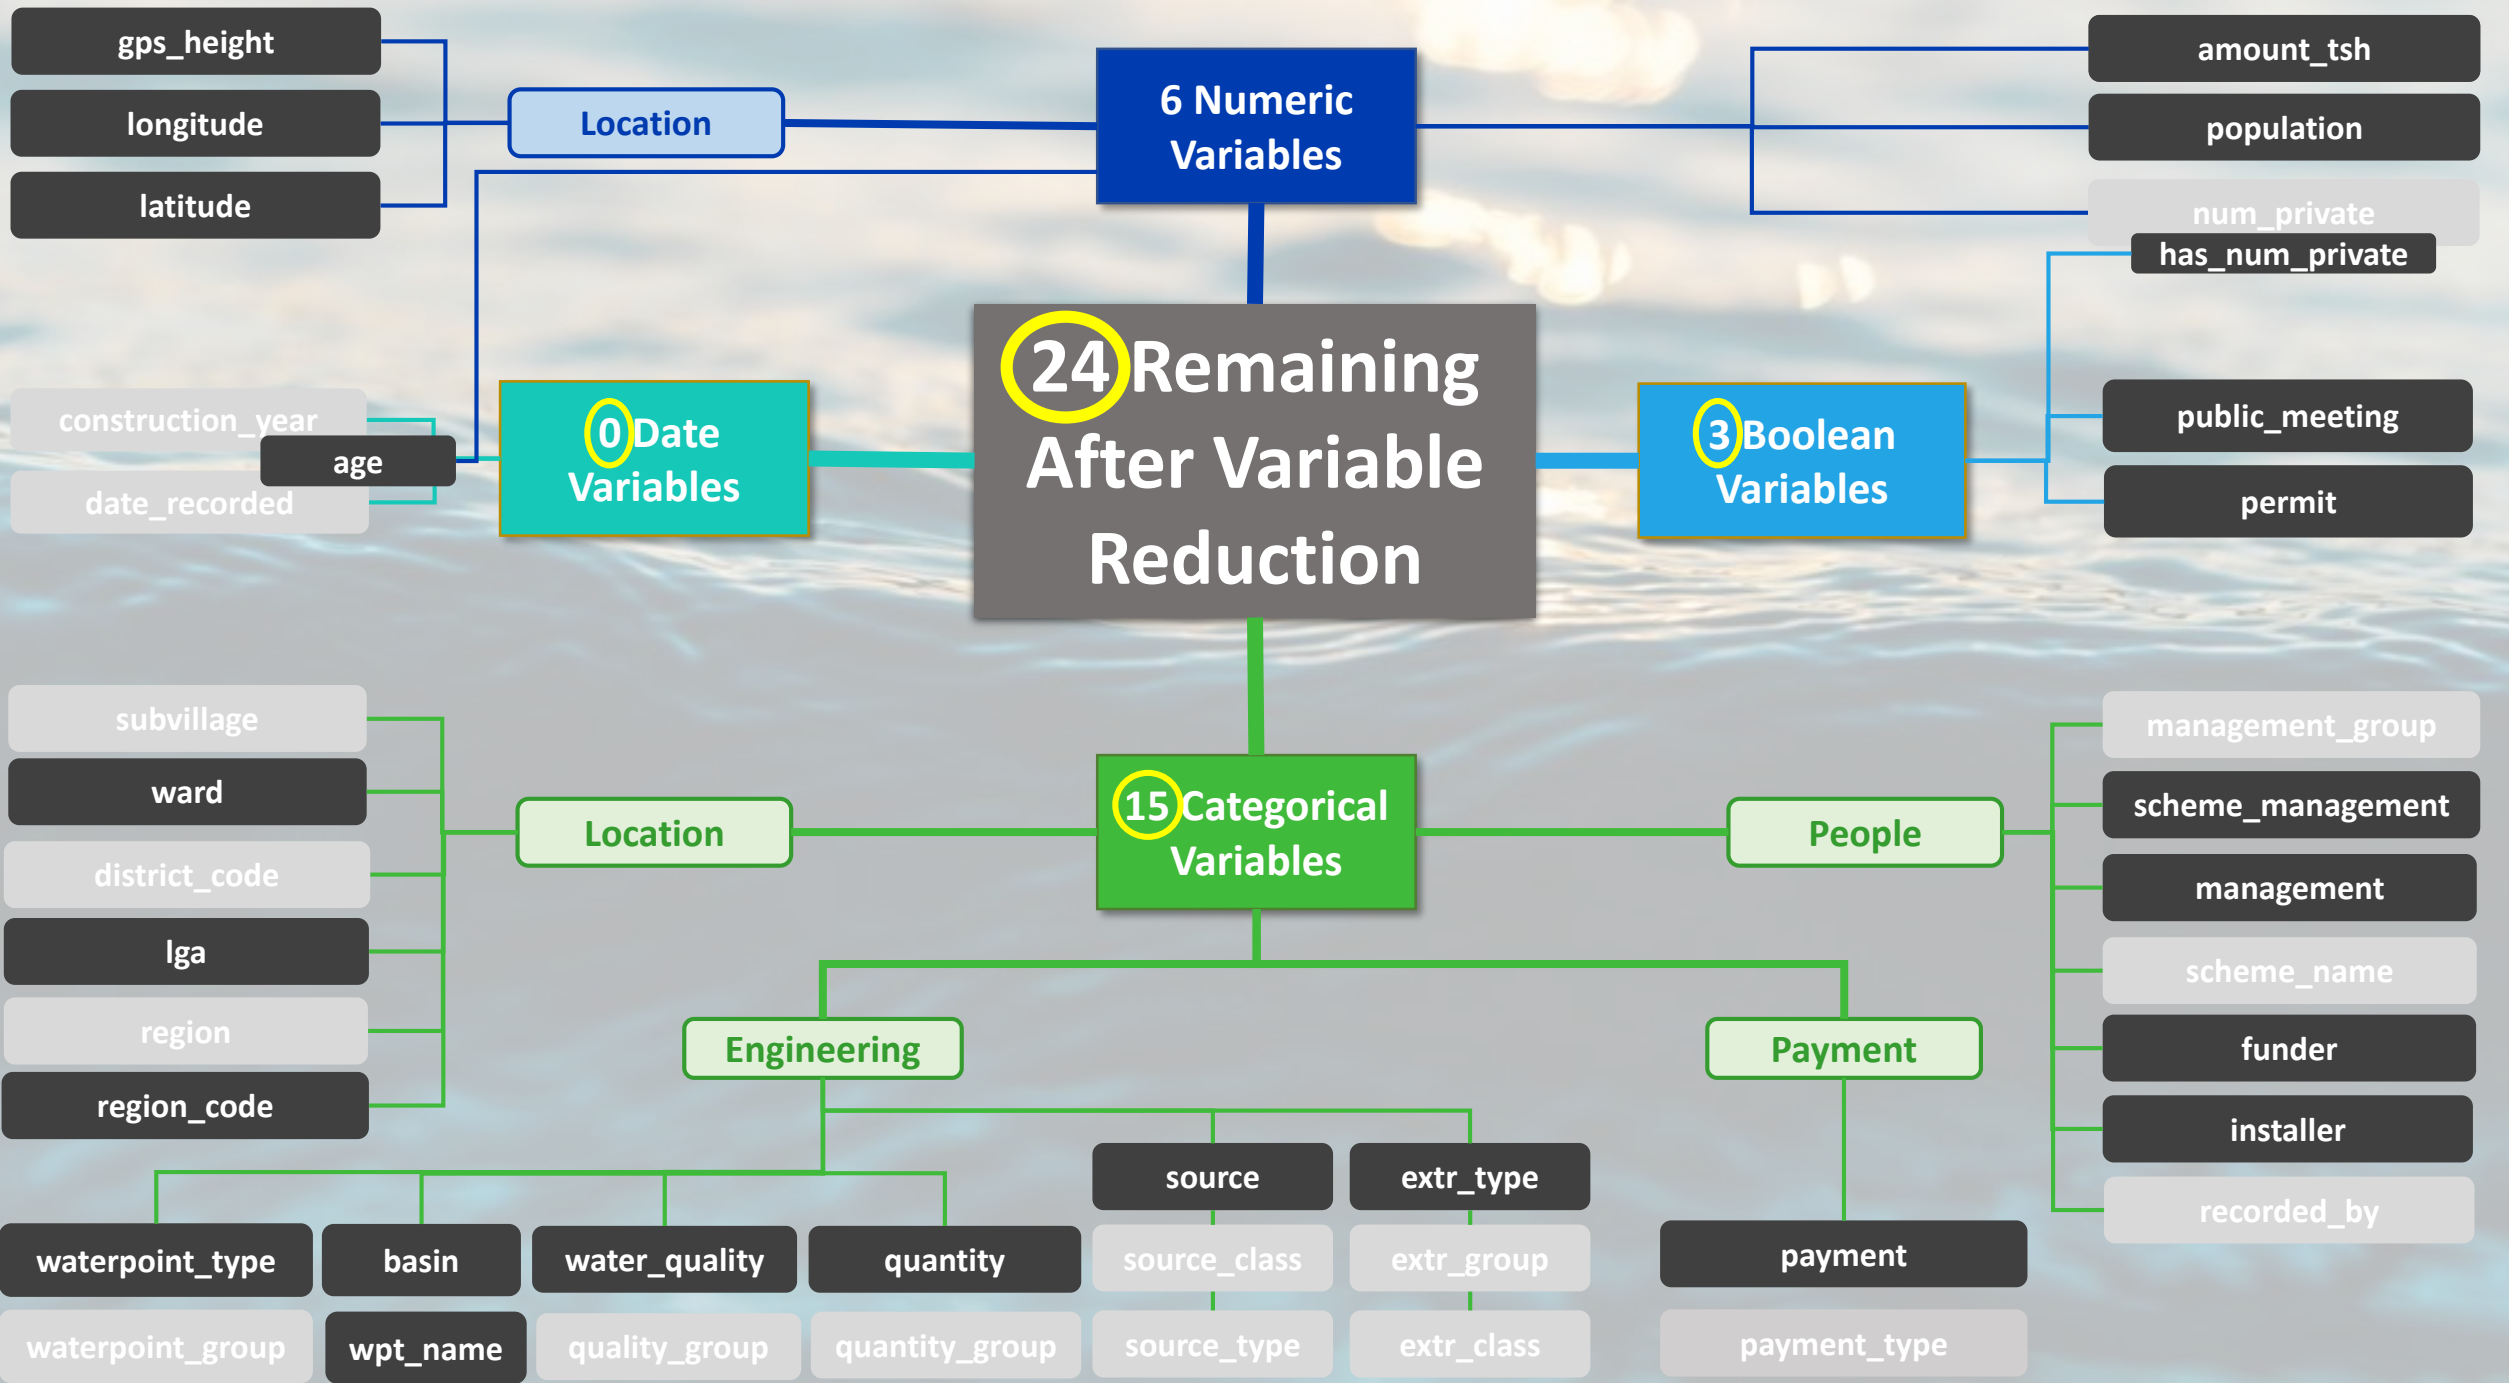 gps_height
longitude
latitude
Location
6 Numeric
Variables
amount_tsh
population
num_private
has_num_private
construction_year
age
date_recorded
0 Date
Variables
24 Remaining
After Variable
Reduction
3 Boolean
Variables
public_meeting
permit
subvillage
ward
district_code
lga
region
region_code
Location
15 Categorical
Variables
People
management_group
scheme_management
management
scheme_name
funder
installer
recorded_by
Engineering
Payment
waterpoint_type
basin
water_quality
quantity
source
extr_type
source_class
extr_group
payment
waterpoint_group
wpt_name
quality_group
quantity_group
source_type
extr_class
payment_type